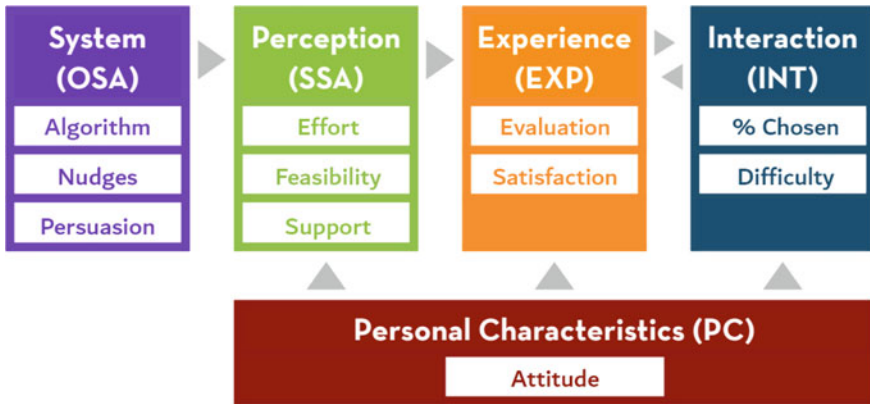 System
(OSA)
Algorithm
Nudges
Persuasion
Perception
(SSA)
Effort
Feasibility
Support
Experience
(EXP)
Evaluation
Satisfaction
Interaction
(INT)
% Chosen
Difficulty
Personal Characteristics (PC)
Attitude